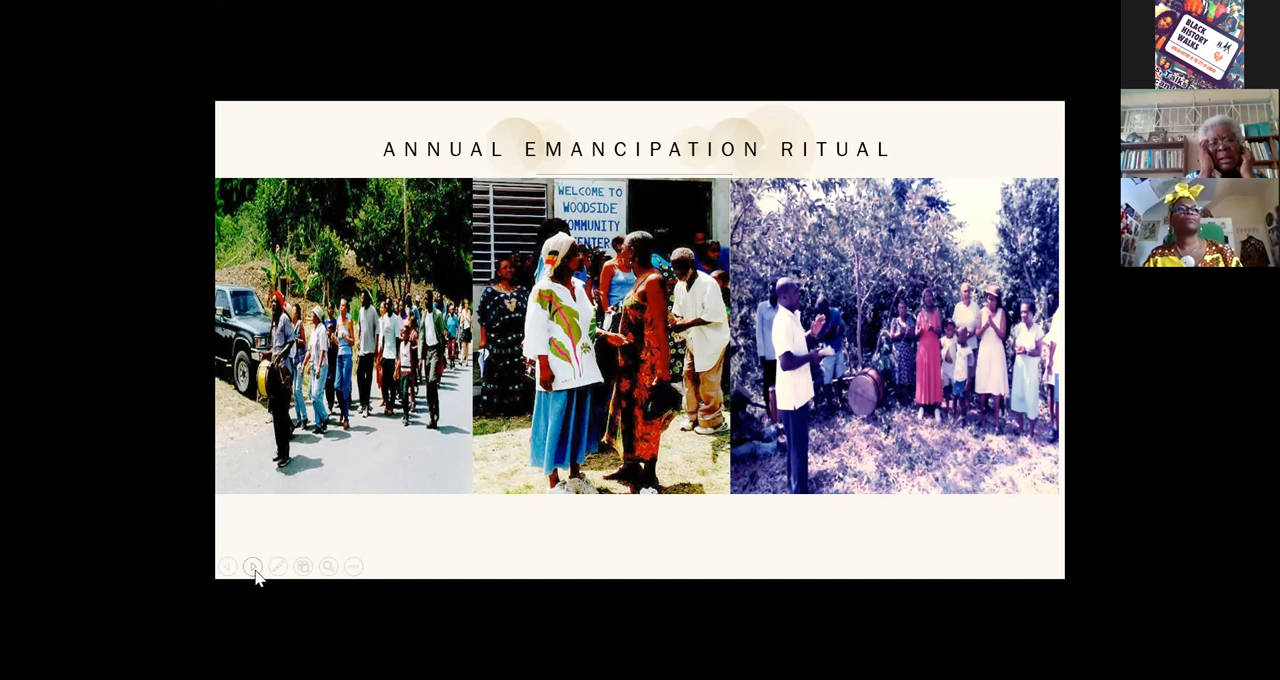 ANNUAL EMANCIPATION RITUAL
WELCOME TO
WOODSIDE
COMMUNITY
BLACK
HISTORY
WALKS